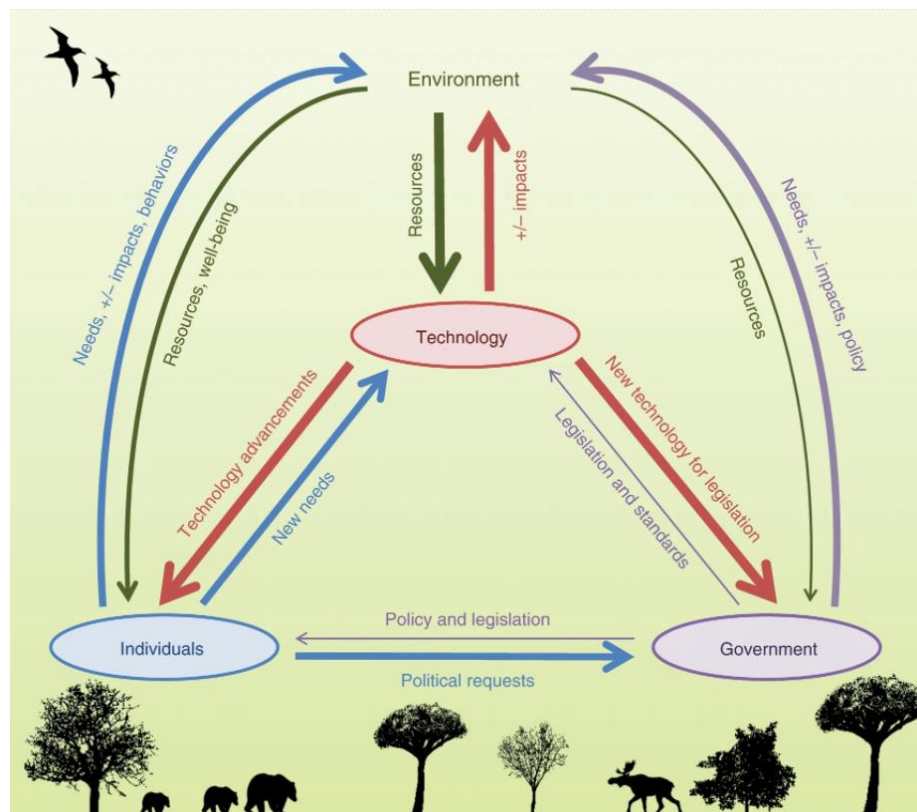 Environment
Needs, +/– impacts, behaviors
Resources, well-being
Resources
+/– impacts
Resources
Needs, +/– impacts, policy
Technology
Technology advancements
New needs
New technology for legislation
Legislation and standards
Policy and legislation
Individuals
Government
Political requests